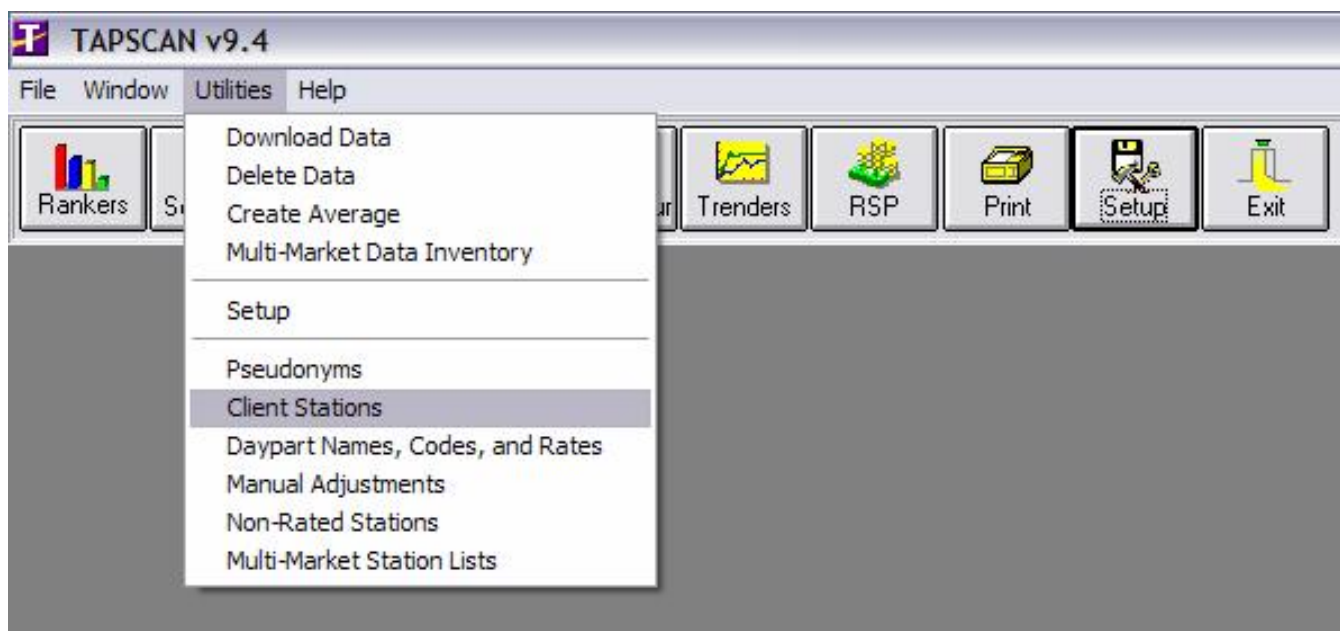 TAPSCAN v9.4
File Window Utilities Help
Rankers Trenders RSP Print Setup Exit
Download Data
Delete Data
Create Average
Multi-Market Data Inventory
Setup
Pseudonyms
Client Stations
Daypart Names, Codes, and Rates
Manual Adjustments
Non-Rated Stations
Multi-Market Station Lists